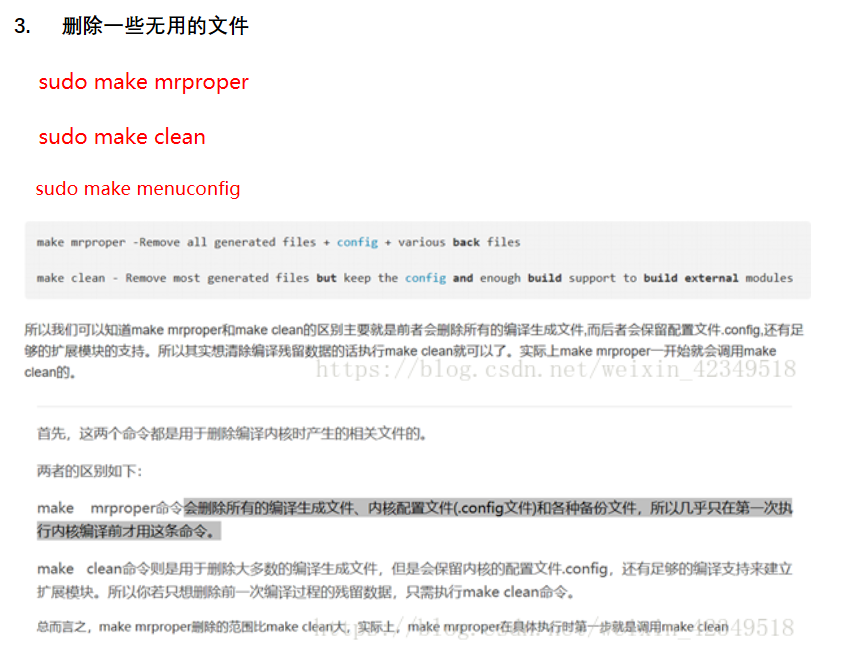 3. 删除一些无用的文件
sudo make mrproper
sudo make clean
sudo make menuconfig
make mrproper -Remove all generated files + config + various back files
make clean - Remove most generated files but keep the config and enough build support to build external modules
所以我们可以知道make mrproper和make clean的区别主要就是前者会删除所有的编译生成文件,而后者会保留配置文件.config,还有足
够的扩展模块的支持。所以其实想清除编译残留数据的话执行make clean就可以了。实际上make mrproper一开始就会调用make
clean的。
https://blog.csdn.net/weixin_42349518
首先，这两个命令都是用于删除编译内核时产生的相关文件的。
两者的区别如下：
make mrproper命令会删除所有的编译生成文件、内核配置文件(.config文件)和各种备份文件，所以几乎只在第一次执
行内核编译前才用这条命令。
make clean命令则是用于删除大多数的编译生成文件，但是会保留内核的配置文件.config，还有足够的编译支持来建立
扩展模块。所以你若只想删除前一次编译过程的残留数据，只需执行make clean命令。
总而言之，make mrproper删除的范围比make clean大，实际上，make mrproper在具体执行时第一步就是调用make clean
https://blog.csdn.net/weixin_42349518